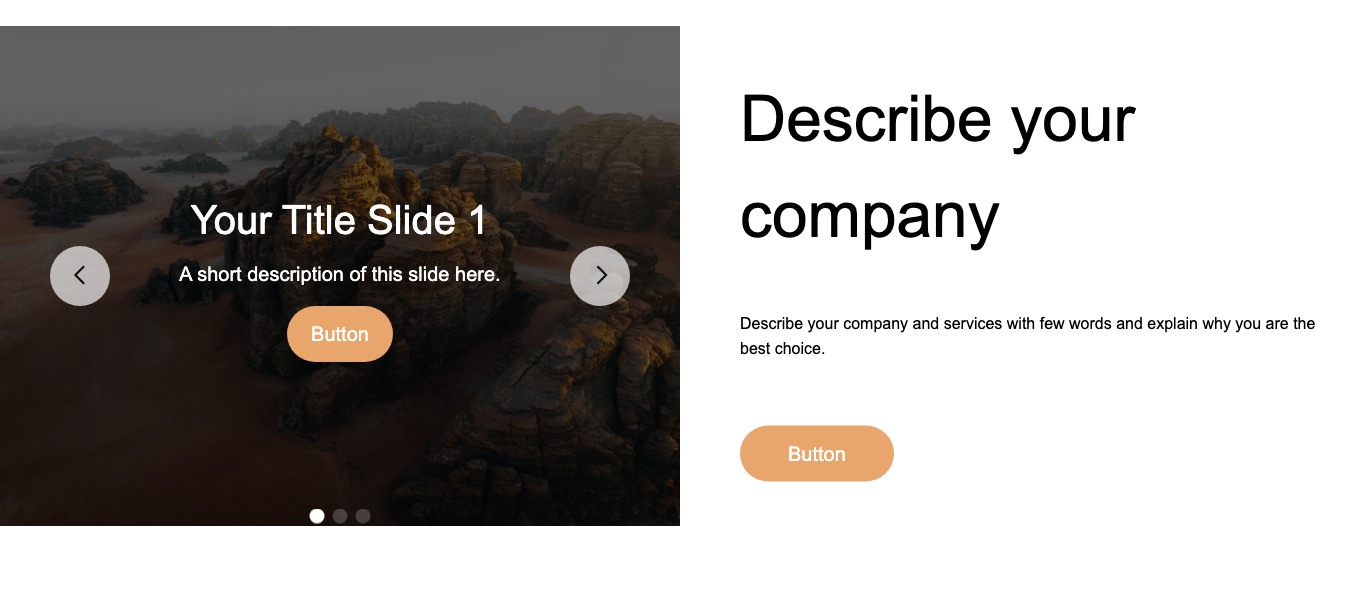 Your Title Slide 1
A short description of this slide here.
Button
Describe your
company
Describe your company and services with few words and explain why you are the
best choice.
Button